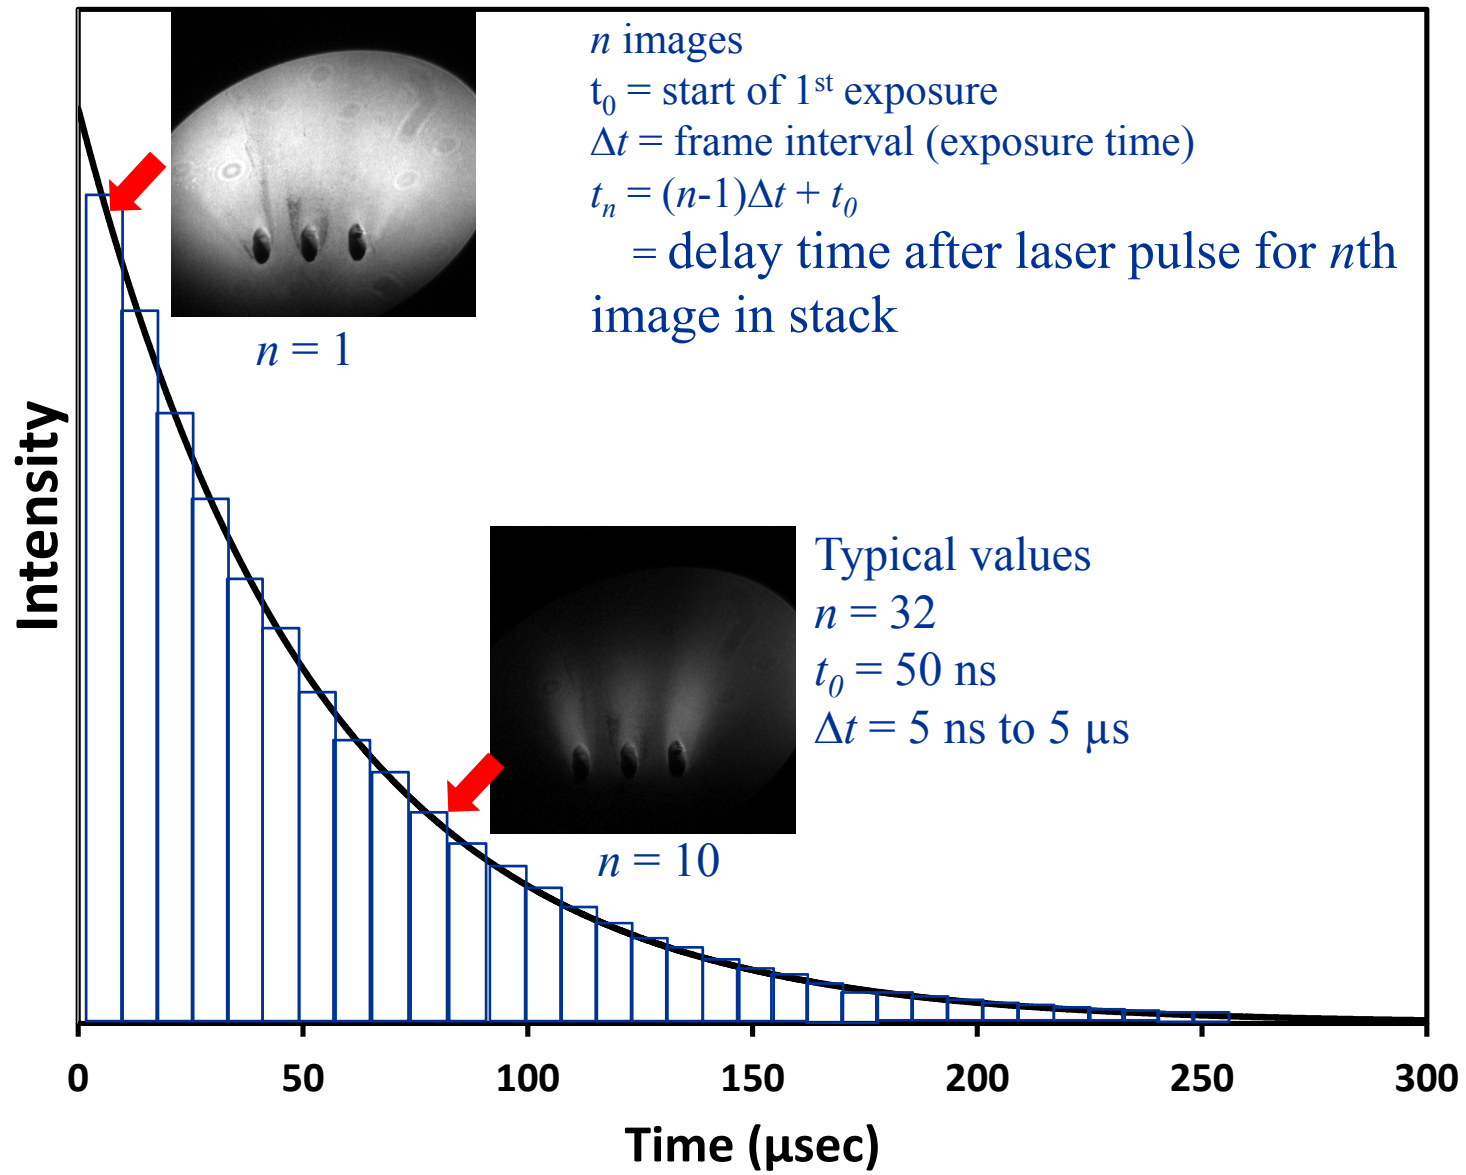 n images
t₀ = start of 1ˢᵗ exposure
Δt = frame interval (exposure time)
tₙ = (n-1)Δt + t₀
= delay time after laser pulse for nth
image in stack
n = 1
Intensity
Typical values
n = 32
t₀ = 50 ns
Δt = 5 ns to 5 µs
n = 10
0 50 100 150 200 250 300
Time (µsec)